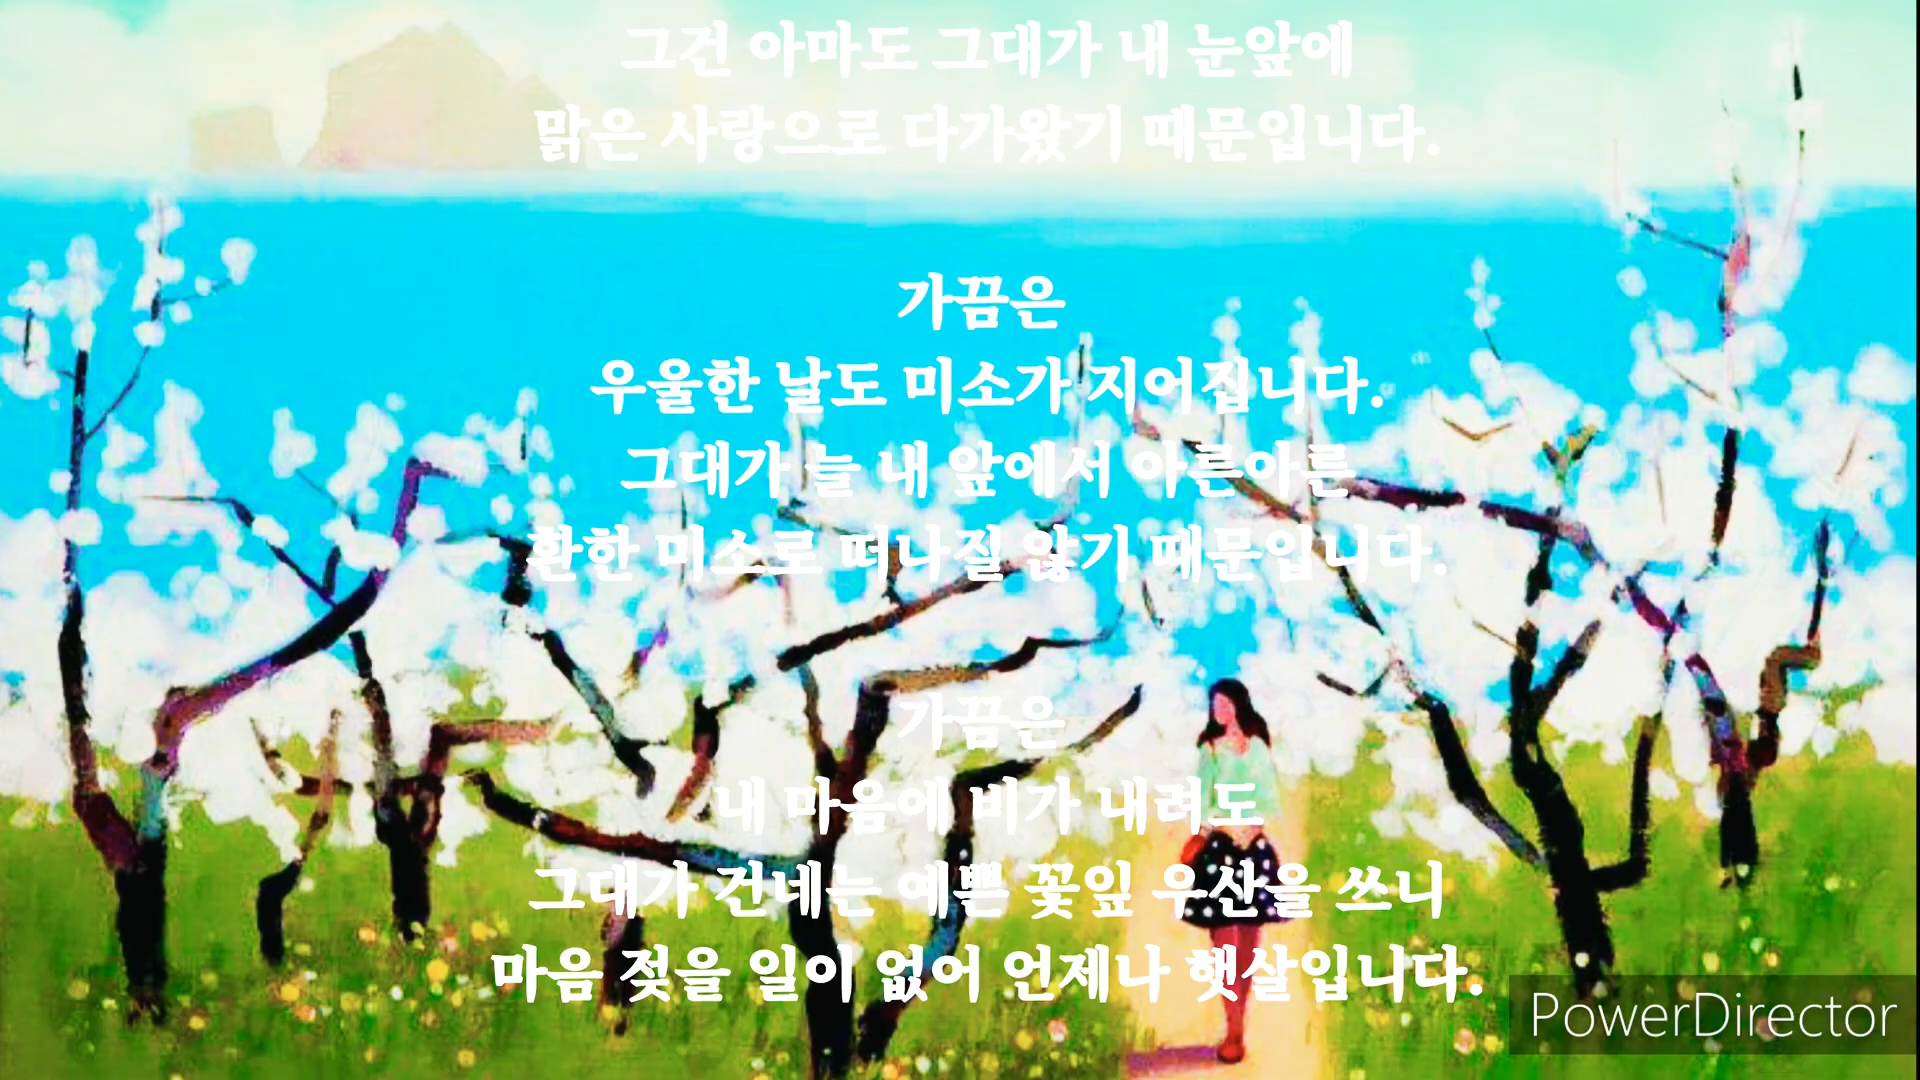 그건 아마도 그대가 내 눈앞에
맑은 사랑으로 다가왔기 때문입니다.
가끔은
우울한 날도 미소가 지어집니다.
그대가 늘 내 앞에서 아른아른
환한 미소로 떠나질 않기 때문입니다.
가끔은
내 마음에 비가 내려도
그대가 건네는 예쁜 꽃잎 우산을 쓰니
마음 젖을 일이 없어 언제나 햇살입니다.
PowerDirector